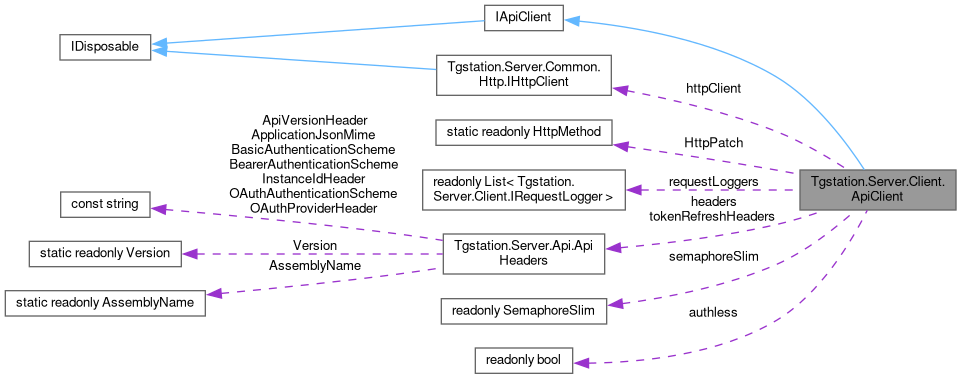 IApiClient
IDisposable
Tgstation.Server.Common.
Http.IHttpClient
httpClient
ApiVersionHeader
ApplicationJsonMime
BasicAuthenticationScheme
BearerAuthenticationScheme
InstanceIdHeader
OAuthAuthenticationScheme
OAuthProviderHeader
static readonly HttpMethod
HttpPatch
readonly List< Tgstation.
Server.Client.IRequestLogger >
requestLoggers
Tgstation.Server.Client.
ApiClient
headers
tokenRefreshHeaders
const string
static readonly Version
Version
Tgstation.Server.Api.Api
Headers
AssemblyName
static readonly AssemblyName
semaphoreSlim
readonly SemaphoreSlim
authless
readonly bool